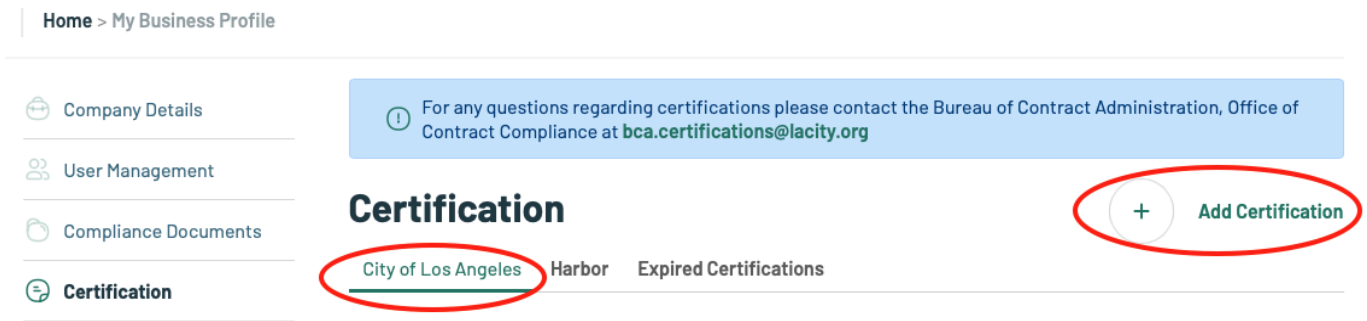 Home > My Business Profile
Company Details
User Management
Compliance Documents
Certification
For any questions regarding certifications please contact the Bureau of Contract Administration, Office of
Contract Compliance at bca.certifications@lacity.org
Certification
+ Add Certification
City of Los Angeles Harbor Expired Certifications